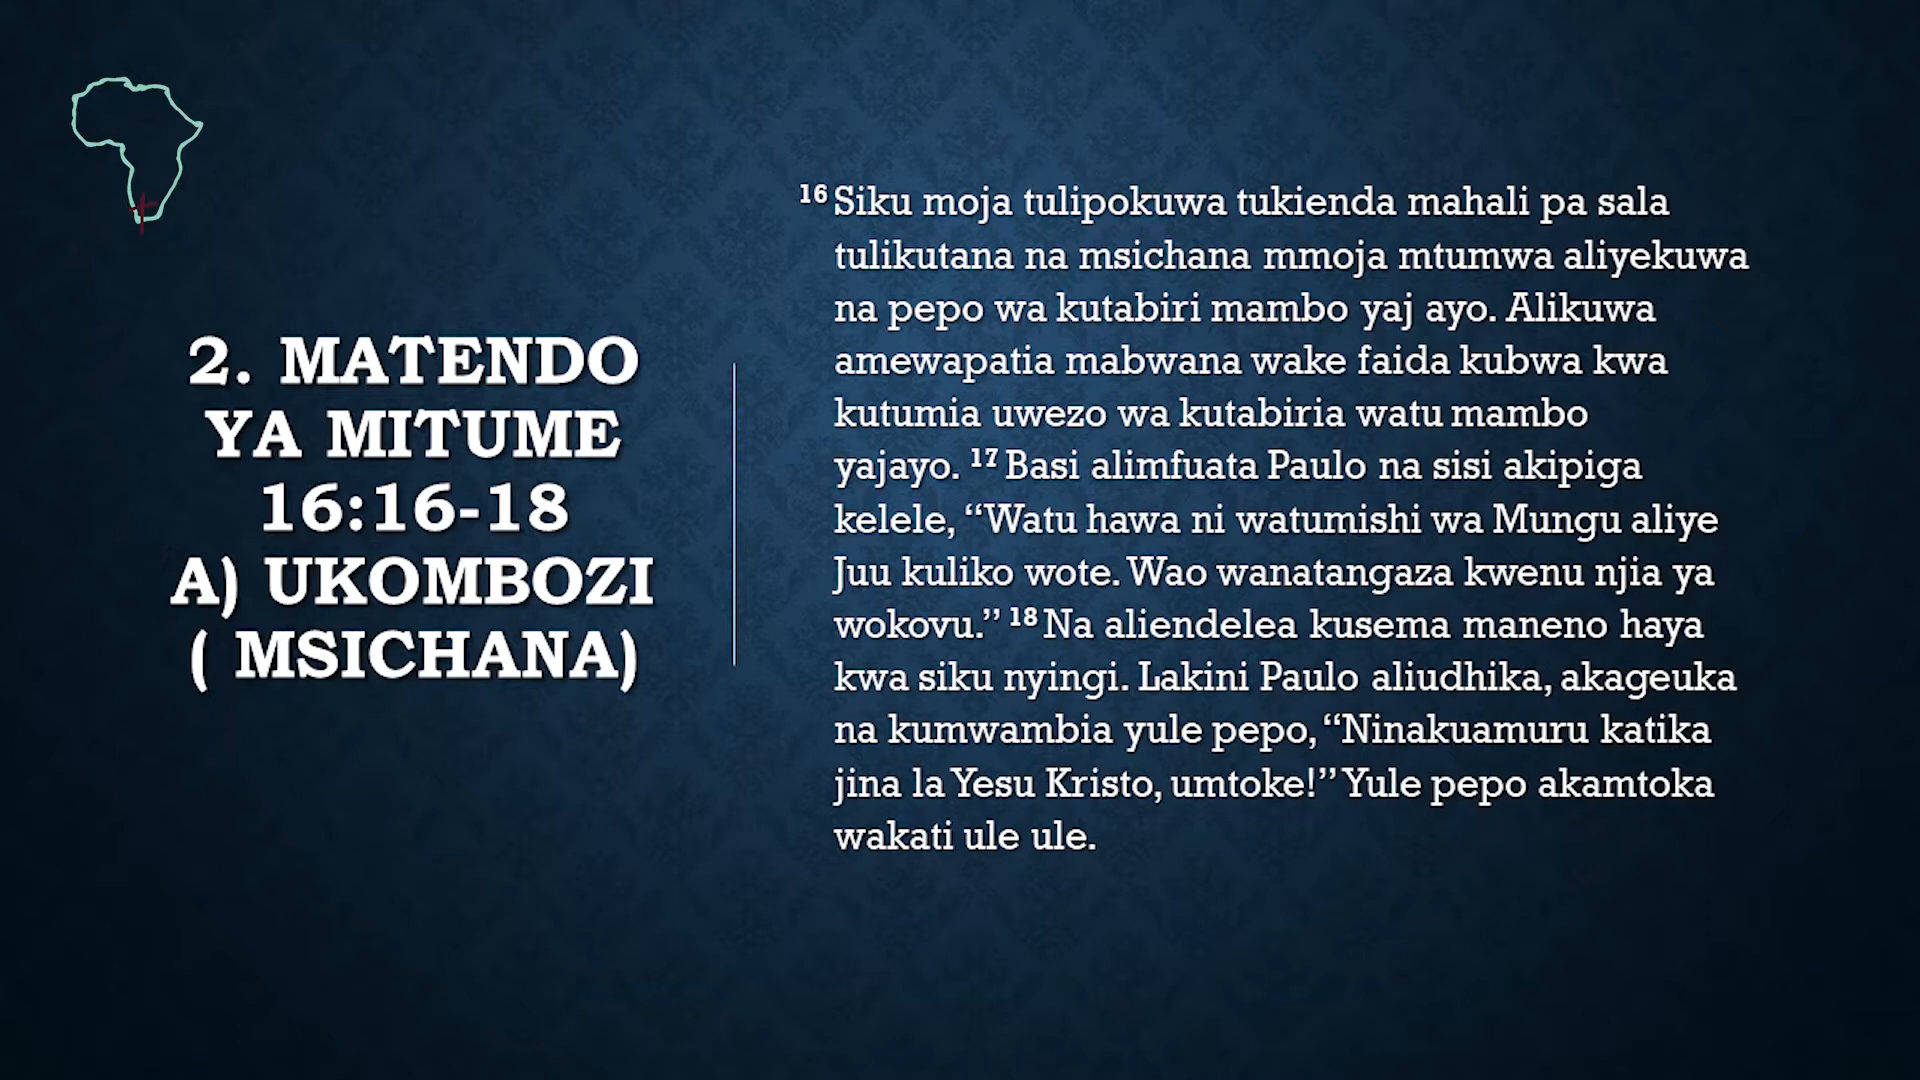 2. MATENDO
YA MITUME
16:16-18
A) UKOMBOZI
( MSICHANA)
16 Siku moja tulipokuwa tukienda mahali pa sala
tulikutana na msichana mmoja mtumwa aliyekuwa
na pepo wa kutabiri mambo yaj ayo. Alikuwa
amewapatia mabwana wake faida kubwa kwa
kutumia uwezo wa kutabiria watu mambo
yajayo. 17 Basi alimfuata Paulo na sisi akipiga
kelele, “Watu hawa ni watumishi wa Mungu aliye
Juu kuliko wote. Wao wanatangaza kwenu njia ya
wokovu.” 18 Na aliendelea kusema maneno haya
kwa siku nyingi. Lakini Paulo aliudhika, akageuka
na kumwambia yule pepo, “Ninakuamuru katika
jina la Yesu Kristo, umtoke!” Yule pepo akamtoka
wakati ule ule.